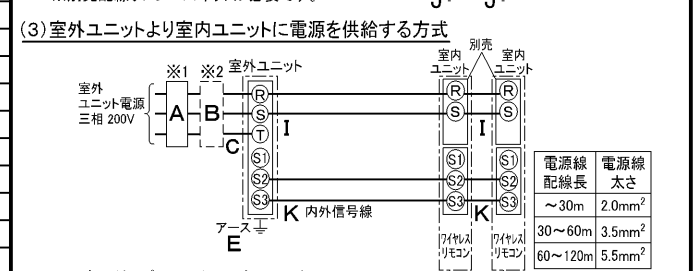 (3)室外ユニットより室内ユニットに電源を供給する方式
※1 ※2 室外ユニット
室外
ユニット電源
三相 200V
A
B
C
R
S
T
S1
S2
S3
I
K 内外信号線
アース
E
別売
室内
ユニット
R
S
S1
S2
S3
ワイヤレス
リモコン
I
K
室内
ユニット
R
S
S1
S2
S3
ワイヤレス
リモコン
電源線
配線長
電源線
太さ
～30m 2.0mm²
30～60m 3.5mm²
60～120m 5.5mm²